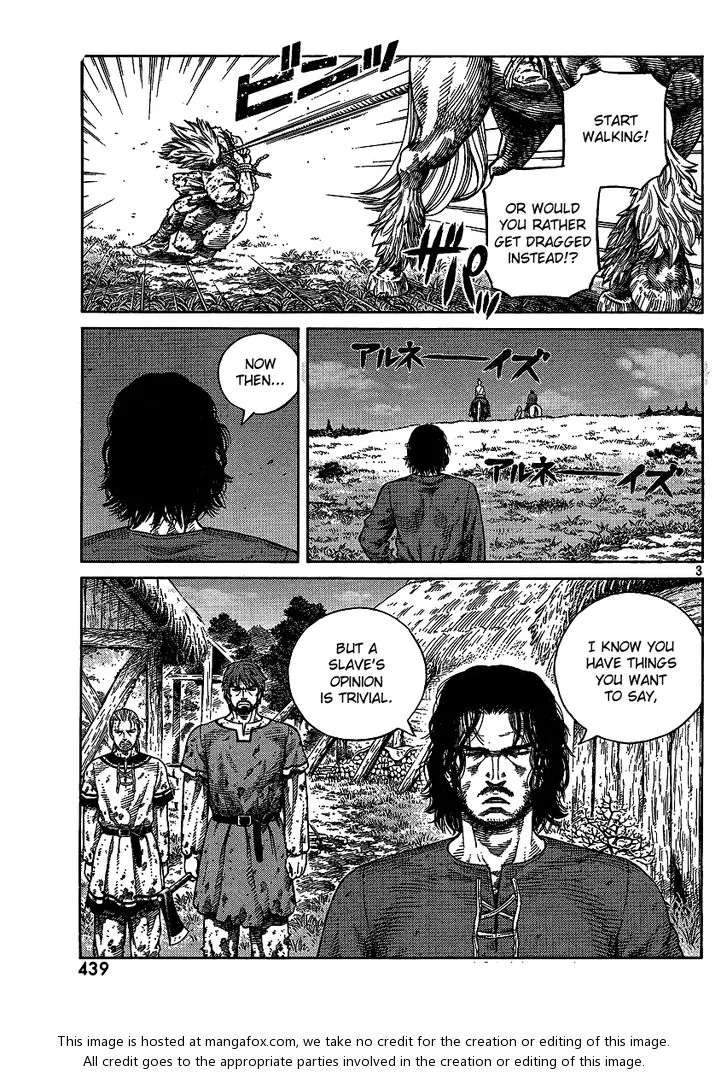 ビーンッ
START
WALKING!
OR WOULD
YOU RATHER
GET DRAGGED
INSTEAD!?
アルネーイズ
アルネーイズ
NOW
THEN...
3
I KNOW YOU
HAVE THINGS
YOU WANT
TO SAY,
BUT A
SLAVE'S
OPINION
IS TRIVIAL.
439
This image is hosted at mangafox.com, we take no credit for the creation or editing of this image.
All credit goes to the appropriate parties involved in the creation or editing of this image.